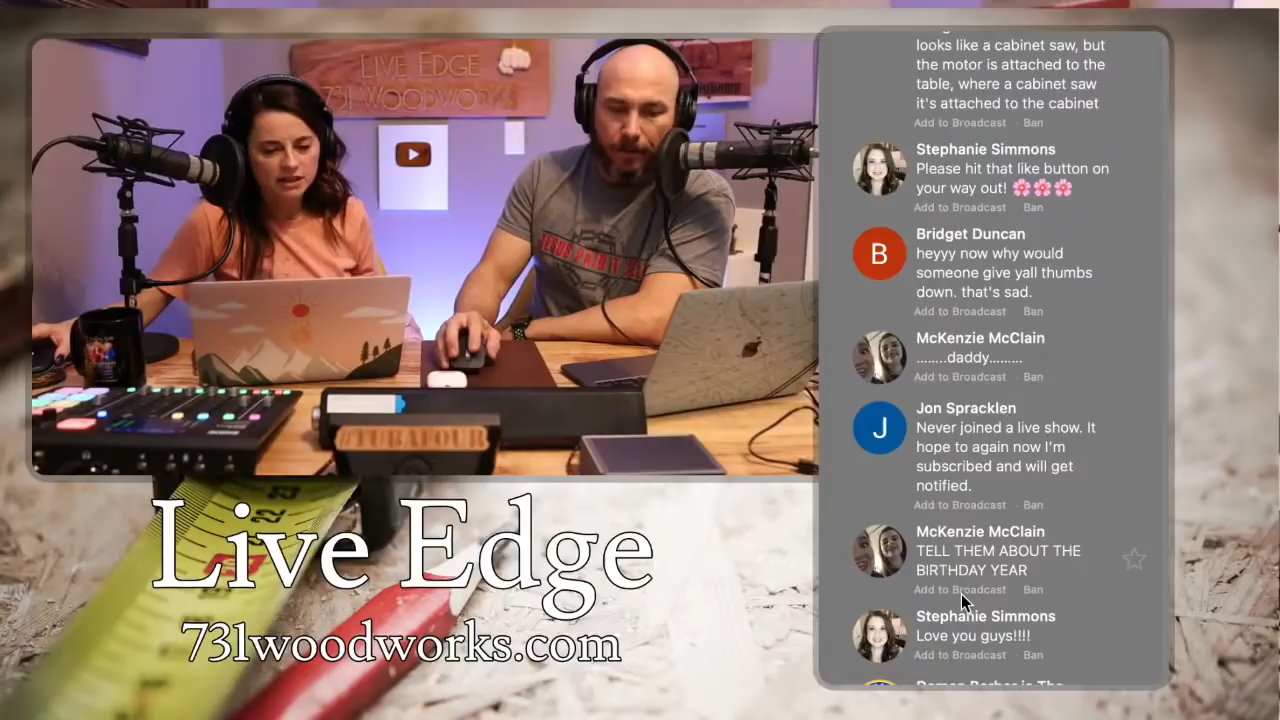 LIVE EDGE
731 WOODWORKS
#TUBAFOUR
Live Edge
731woodworks.com
looks like a cabinet saw, but
the motor is attached to the
table, where a cabinet saw
it's attached to the cabinet
Add to Broadcast · Ban
Stephanie Simmons
Please hit that like button on
your way out! 🌸🌸🌸
Add to Broadcast · Ban
B
Bridget Duncan
heyyy now why would
someone give yall thumbs
down. that's sad.
Add to Broadcast · Ban
McKenzie McClain
........daddy.........
Add to Broadcast · Ban
J
Jon Spracklen
Never joined a live show. It
hope to again now I'm
subscribed and will get
notified.
Add to Broadcast · Ban
McKenzie McClain
TELL THEM ABOUT THE
BIRTHDAY YEAR
Add to Broadcast · Ban
Stephanie Simmons
Love you guys!!!!
Add to Broadcast · Ban